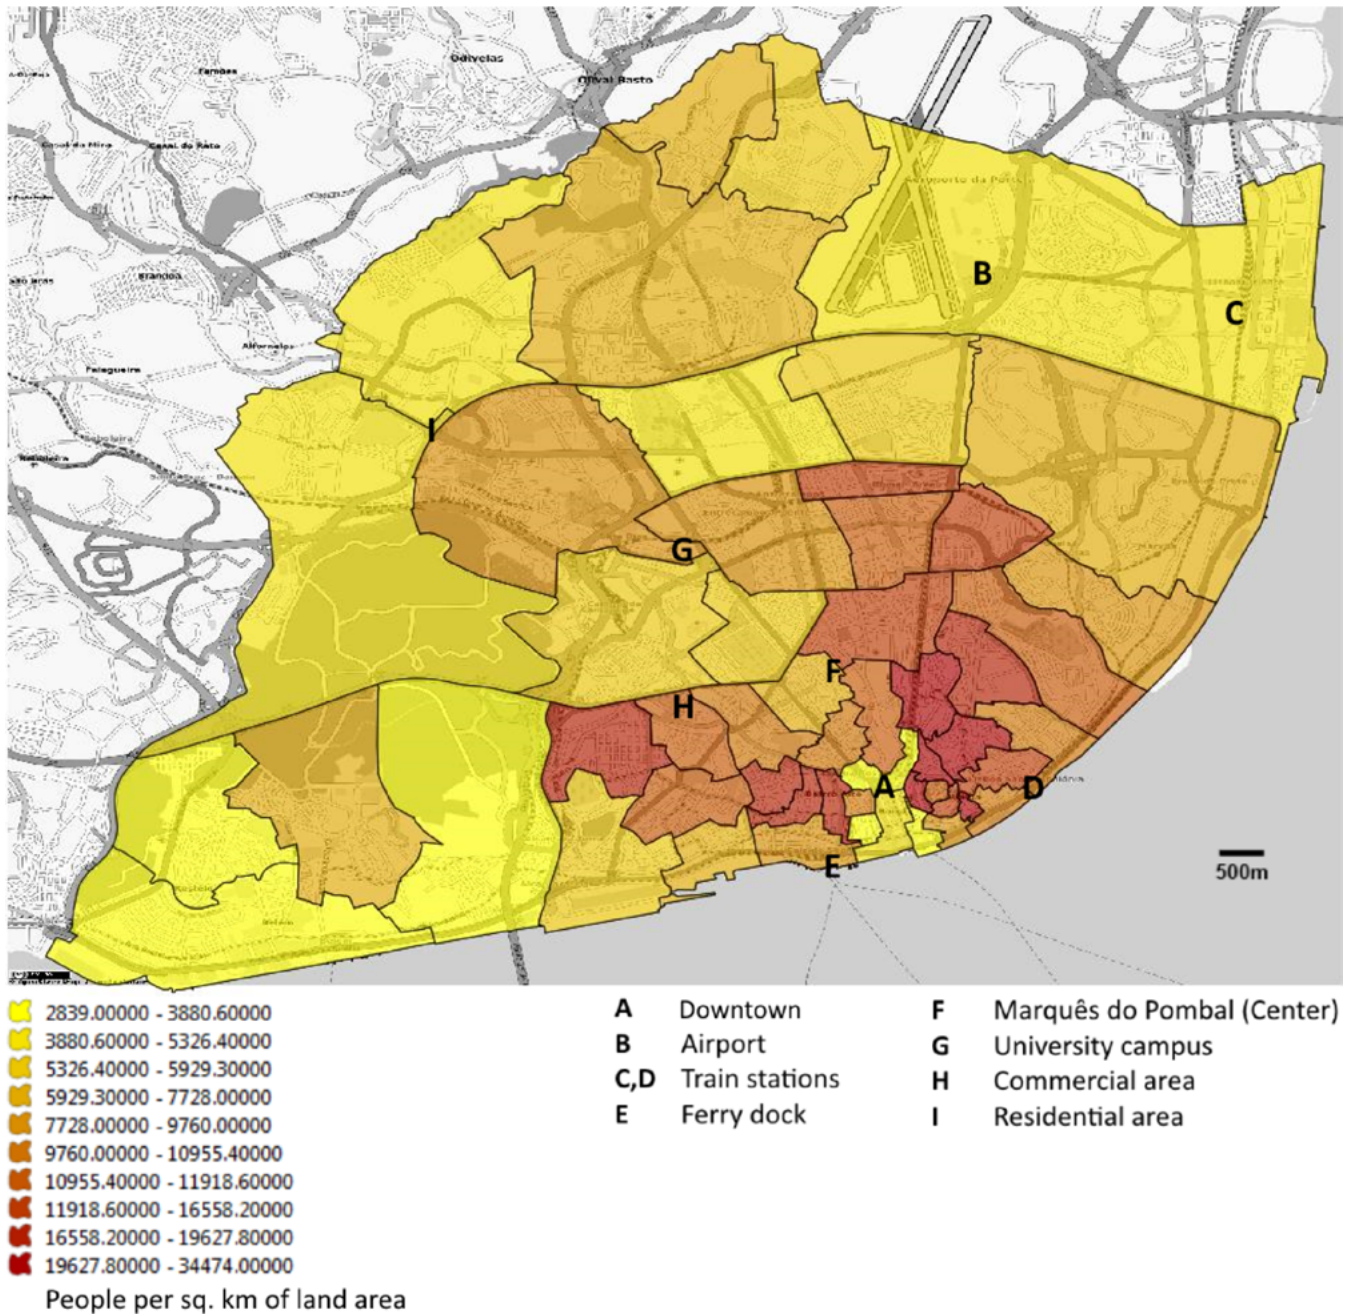 Odivelas
Famões
Olival Basto
Casal da Mira
Casal do Rato
Aeroporto da Portela
B
Brandoa
C
Alfornelos
Falagueira
I
Reboleira
G
F
H
A
D
E
500m
2839.00000 - 3880.60000
3880.60000 - 5326.40000
5326.40000 - 5929.30000
5929.30000 - 7728.00000
7728.00000 - 9760.00000
9760.00000 - 10955.40000
10955.40000 - 11918.60000
11918.60000 - 16558.20000
16558.20000 - 19627.80000
19627.80000 - 34474.00000
People per sq. km of land area
A Downtown
B Airport
C,D Train stations
E Ferry dock
F Marquês do Pombal (Center)
G University campus
H Commercial area
I Residential area